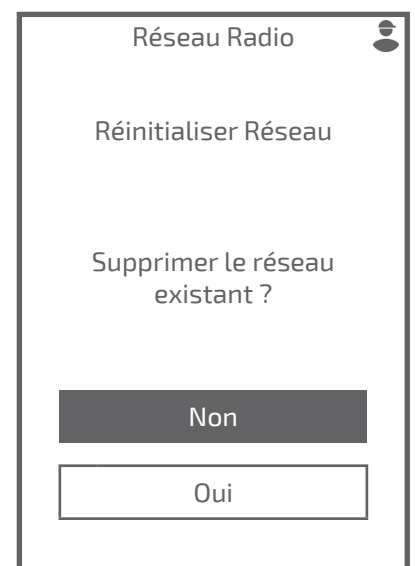 Réseau Radio
Réinitialiser Réseau
Supprimer le réseau
existant ?
Non
Oui